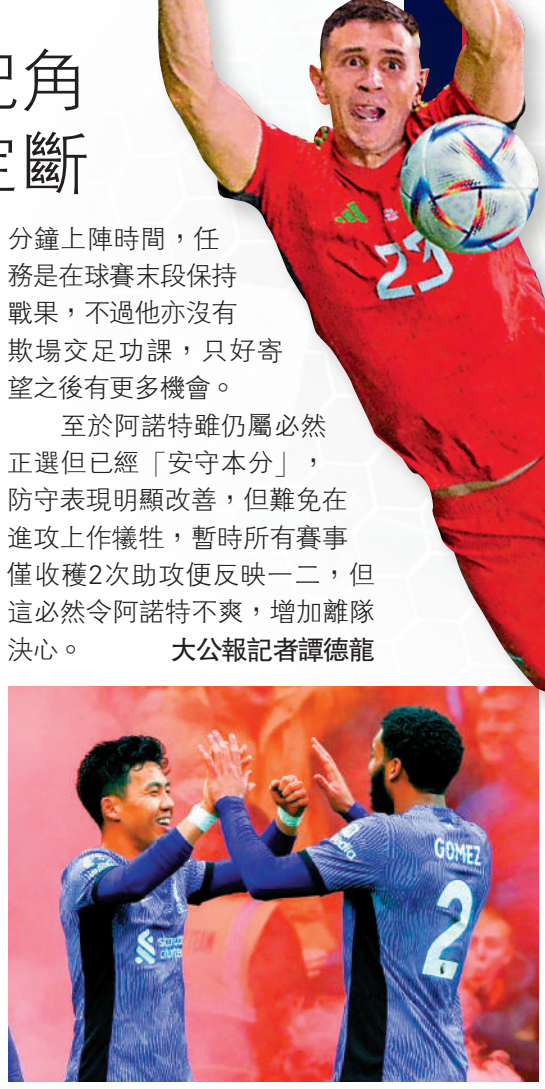 角
斷
分鐘上陣時間，任
務是在球賽末段保持
戰果，不過他亦沒有
欺場交足功課，只好寄
望之後有更多機會。
至於阿諾特雖仍屬必然
正選但已經「安守本分」，
防守表現明顯改善，但難免在
進攻上作犧牲，暫時所有賽事
僅收穫2次助攻便反映一二，但
這必然令阿諾特不爽，增加離隊
決心。 大公報記者譚德龍
23
GOMEZ
2